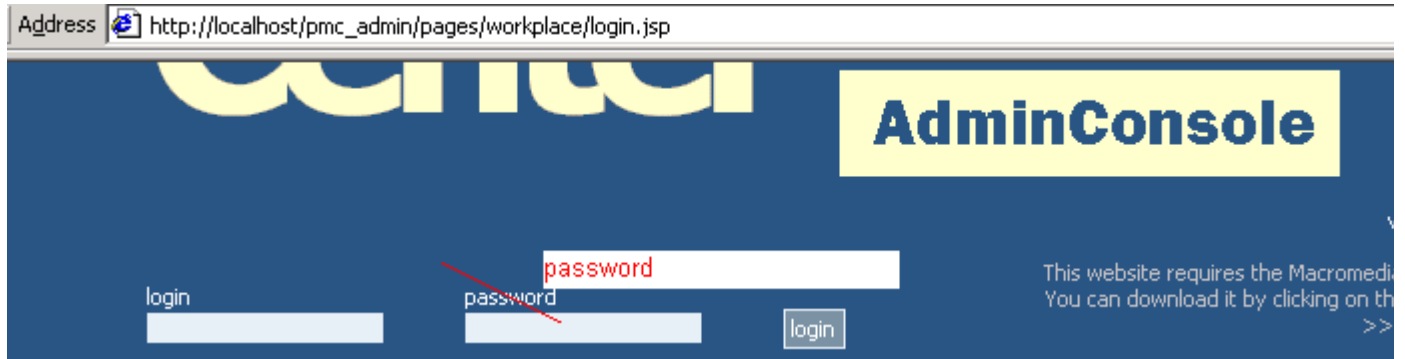 Address http://localhost/pmc_admin/pages/workplace/login.jsp
AdminConsole
password
This website requires the Macromedi
login password You can download it by clicking on th
login >>